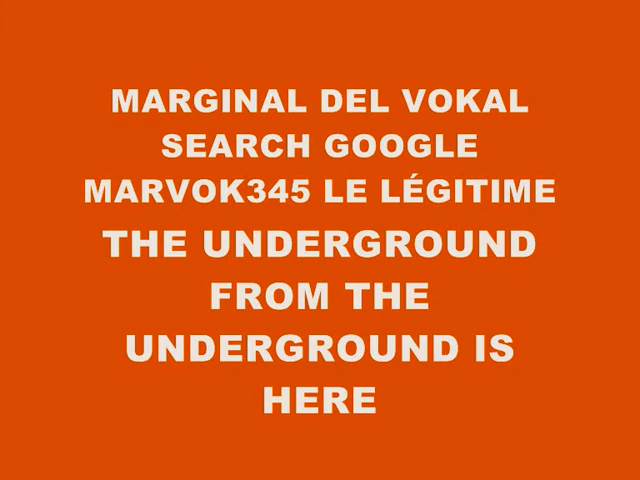 MARGINAL DEL VOKAL
SEARCH GOOGLE
MARVOK345 LE LÉGITIME
THE UNDERGROUND
FROM THE
UNDERGROUND IS
HERE